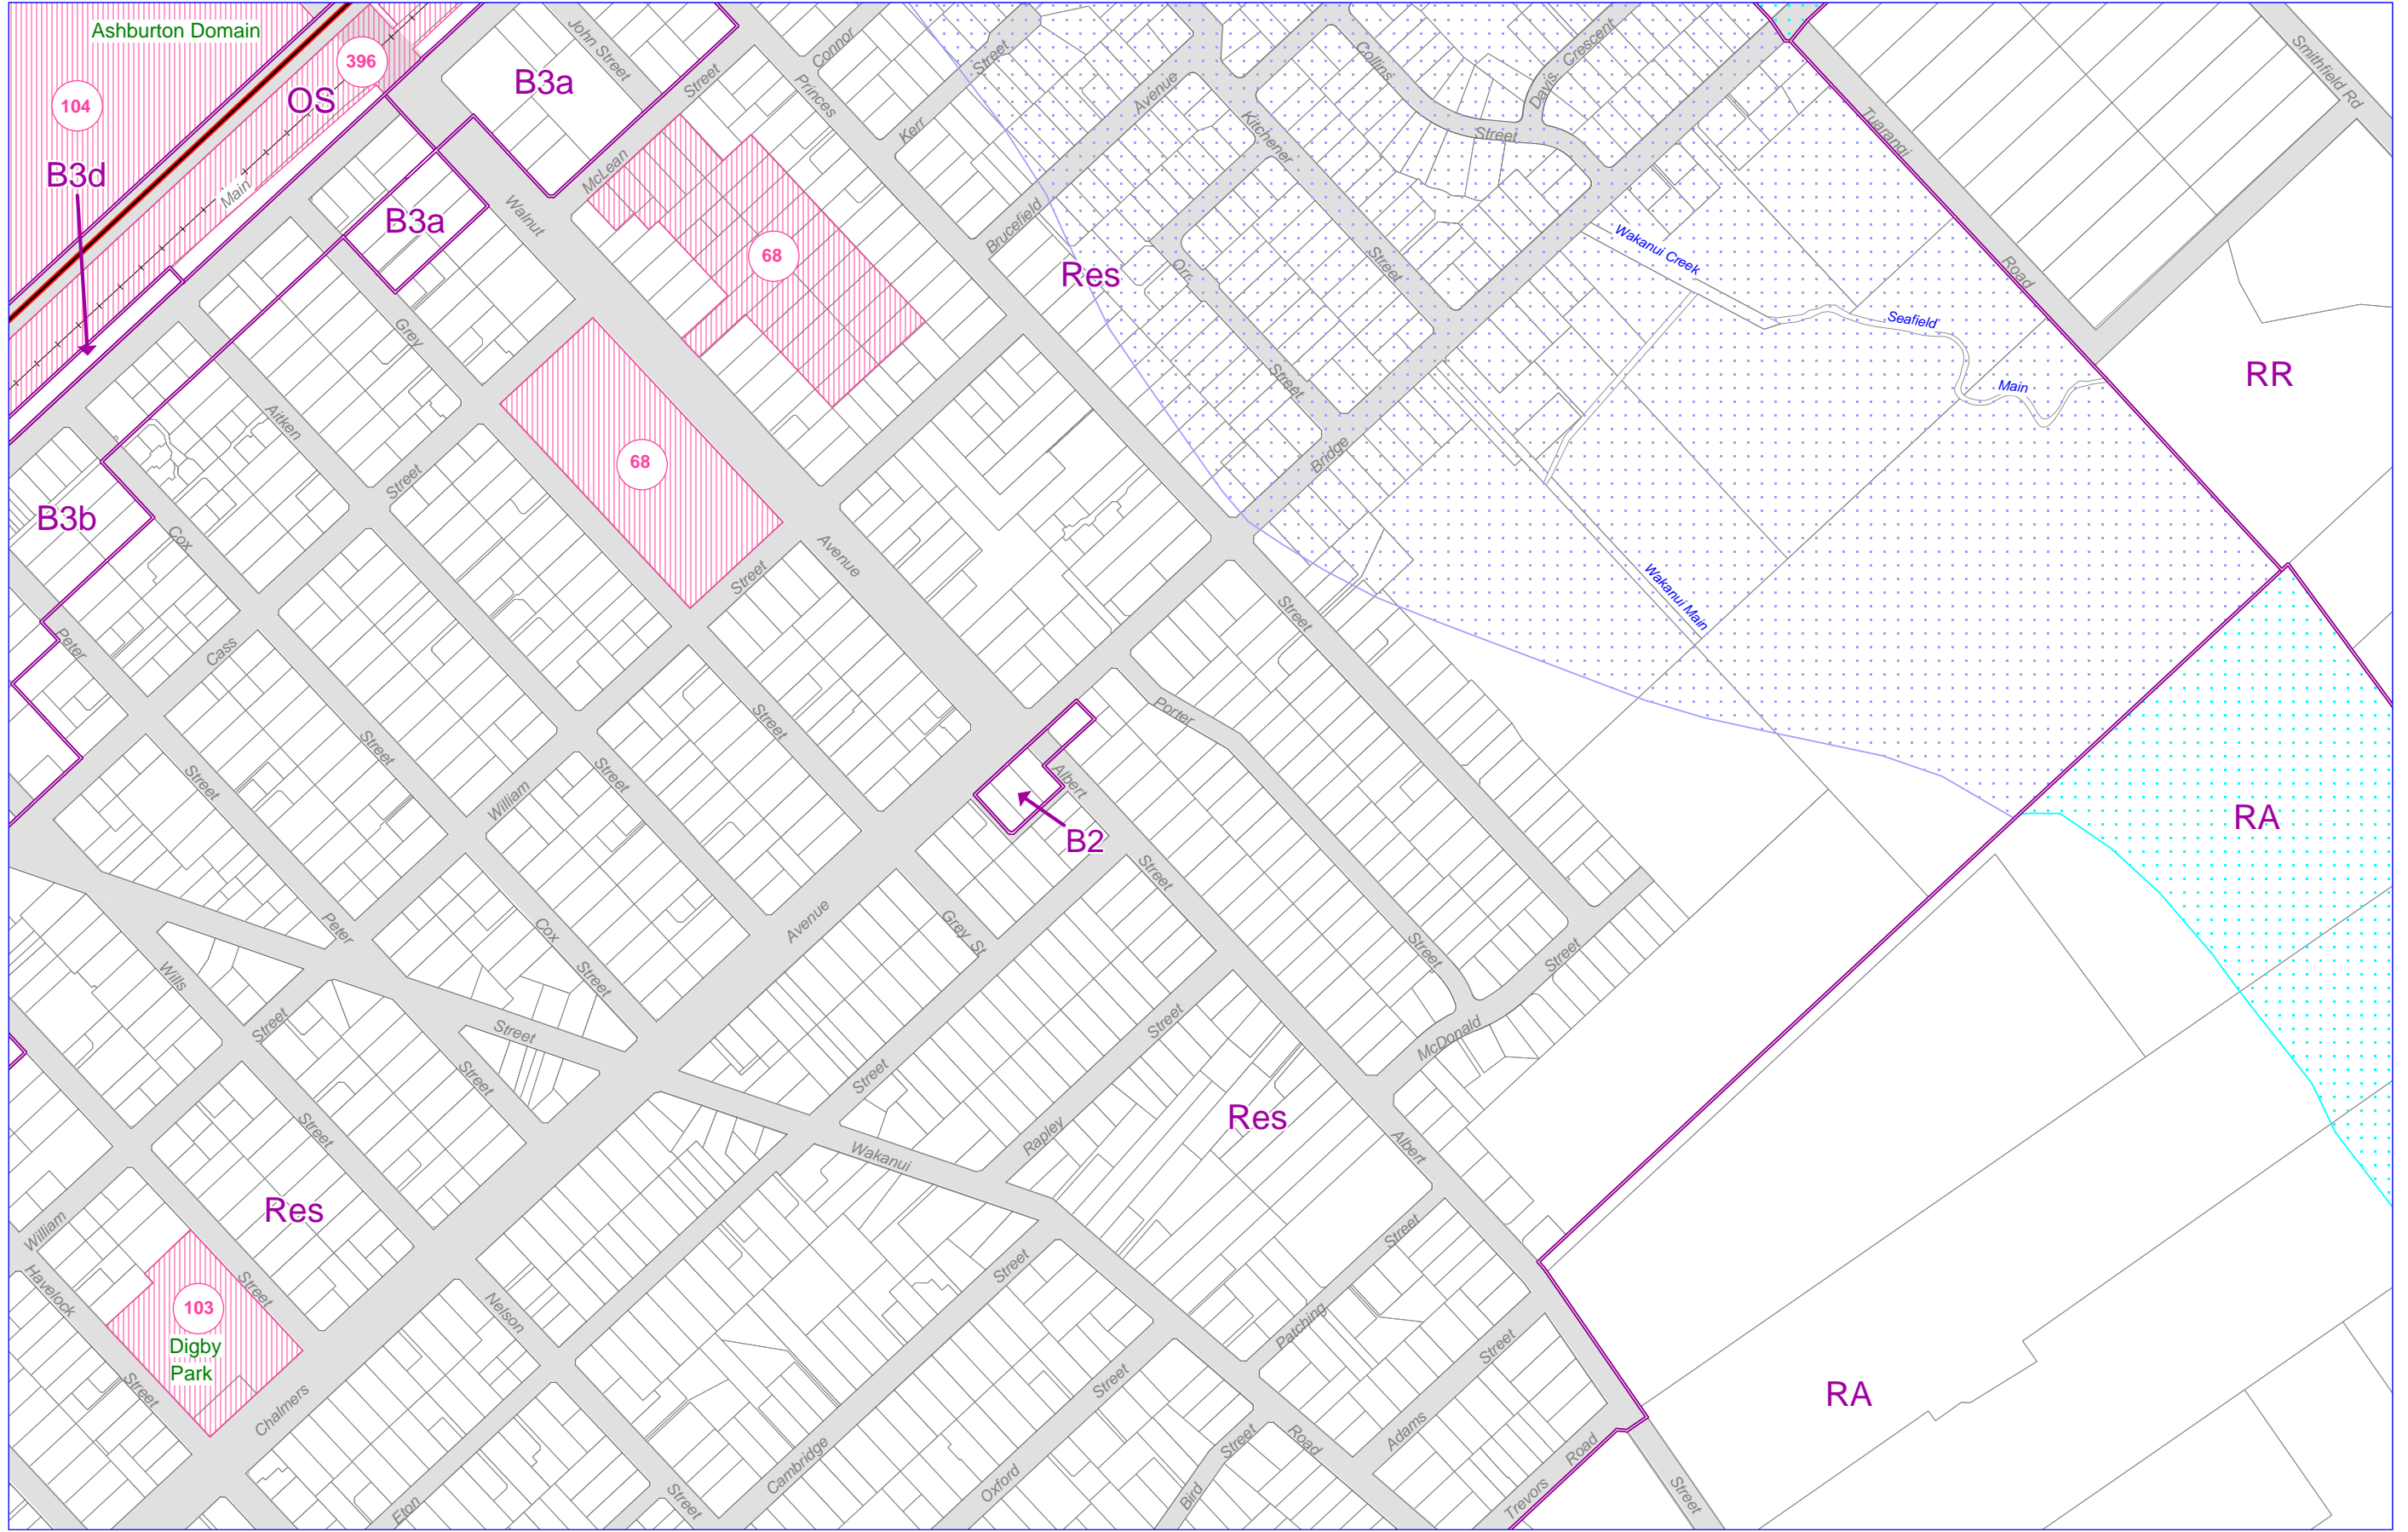 Ashburton Domain
John Street
Connor
Collins
Davis
Crescent
Smithfield Rd
396
B3a
Street
Street
Princes
Avenue
104
OS
Kerr
Kitchener
Street
Tuarangi
B3d
Main
McLean
B3a
Walnut
Brucefield
Wakanui Creek
68
Res
Orr
Street
Road
Grey
Seafield
Street
Main
RR
Aitken
Street
68
Bridge
B3b
Cox
Street
Avenue
Street
Wakanui Main
Peter
Cass
Street
Porter
Street
Street
Street
Albert
Street
William
B2
RA
Street
Peter
Cox
Avenue
Grey St
Street
Street
Wills
Street
Street
Street
Street
McDonald
Street
Street
Street
Rapley
Res
Wakanui
Albert
William
Res
Street
Street
Havelock
Street
103
Nelson
Patching
Digby
Park
Street
Street
Street
Chalmers
Adams
RA
Cambridge
Street
Road
Road
Oxford
Bird
Trevors
Street
Eton
Street